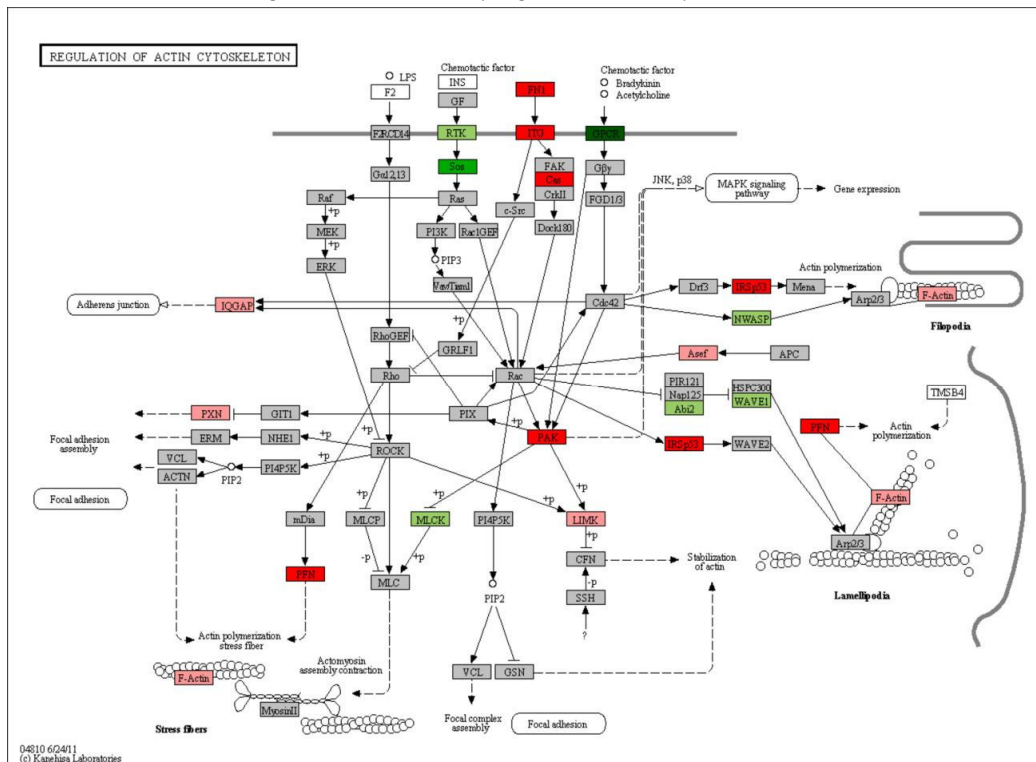 REGULATION OF ACTIN CYTOSKELETON
LPS
F2
Chemotactic factor
INS
GF
FN1
Chemotactic factor
Bradykinin
Acetylcholine
RTK
ITG
GPCR
Sos
FAK
Cas
CrkII
Gβγ
Gα12,13
FGD1/3
JNK, p38
MAPK signaling
pathway
Gene expression
Raf
Ras
c-Src
Dock180
+p
MEK
PI3K
Rac1GEF
+p
ERK
PIP3
Vav/Tiam1
Actin polymerization
Adherens junction
IQGAP
Cdc42
Drf3
IRSp53
Mena
Arp2/3
F-Actin
NWASP
Filopodia
+p
RhoGEF
GRLF1
Asef
APC
Rho
Rac
PIR121
Nap125
Abi2
HSPC300
WAVE1
TMSB4
PXN
GIT1
PIX
PFN
Actin
polymerization
Focal adhesion
assembly
ERM
NHE1
+p
+p
PAK
IRSp53
WAVE2
ROCK
VCL
ACTN
PIP2
PI4P5K
+p
Focal adhesion
+p
+p
+p
+p
F-Actin
mDia
MLCP
MLCK
PI4P5K
LIMK
+p
Arp2/3
-p
+p
CFN
Stabilization
of actin
PFN
MLC
PIP2
-p
SSH
Lamellipodia
?
Actin polymerization
stress fiber
Actomyosin
assembly contraction
F-Actin
VCL
GSN
MyosinII
Stress fibers
Focal complex
assembly
Focal adhesion
04810 6/24/11
(c) Kanehisa Laboratories